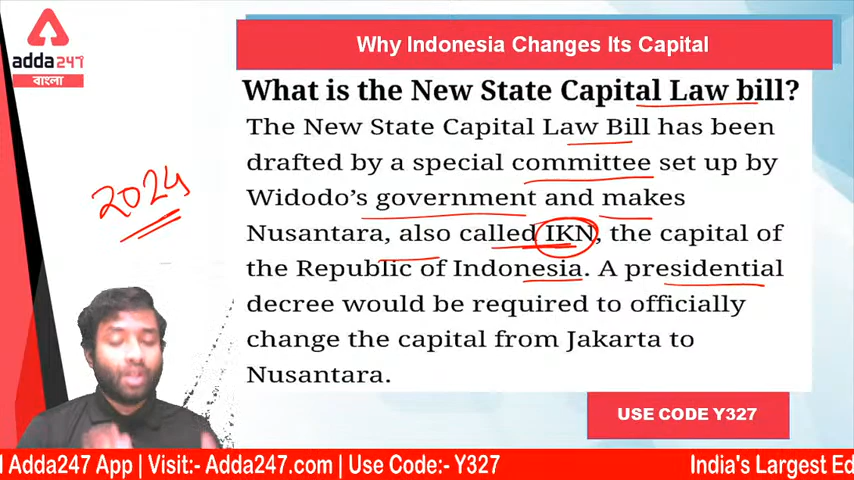 adda247
বাংলা
Why Indonesia Changes Its Capital
What is the New State Capital Law bill?
The New State Capital Law Bill has been
drafted by a special committee set up by
Widodo's government and makes
Nusantara, also called IKN, the capital of
the Republic of Indonesia. A presidential
decree would be required to officially
change the capital from Jakarta to
Nusantara.
2024
USE CODE Y327
Adda247 App | Visit:- Adda247.com | Use Code:- Y327
India's Largest Ed